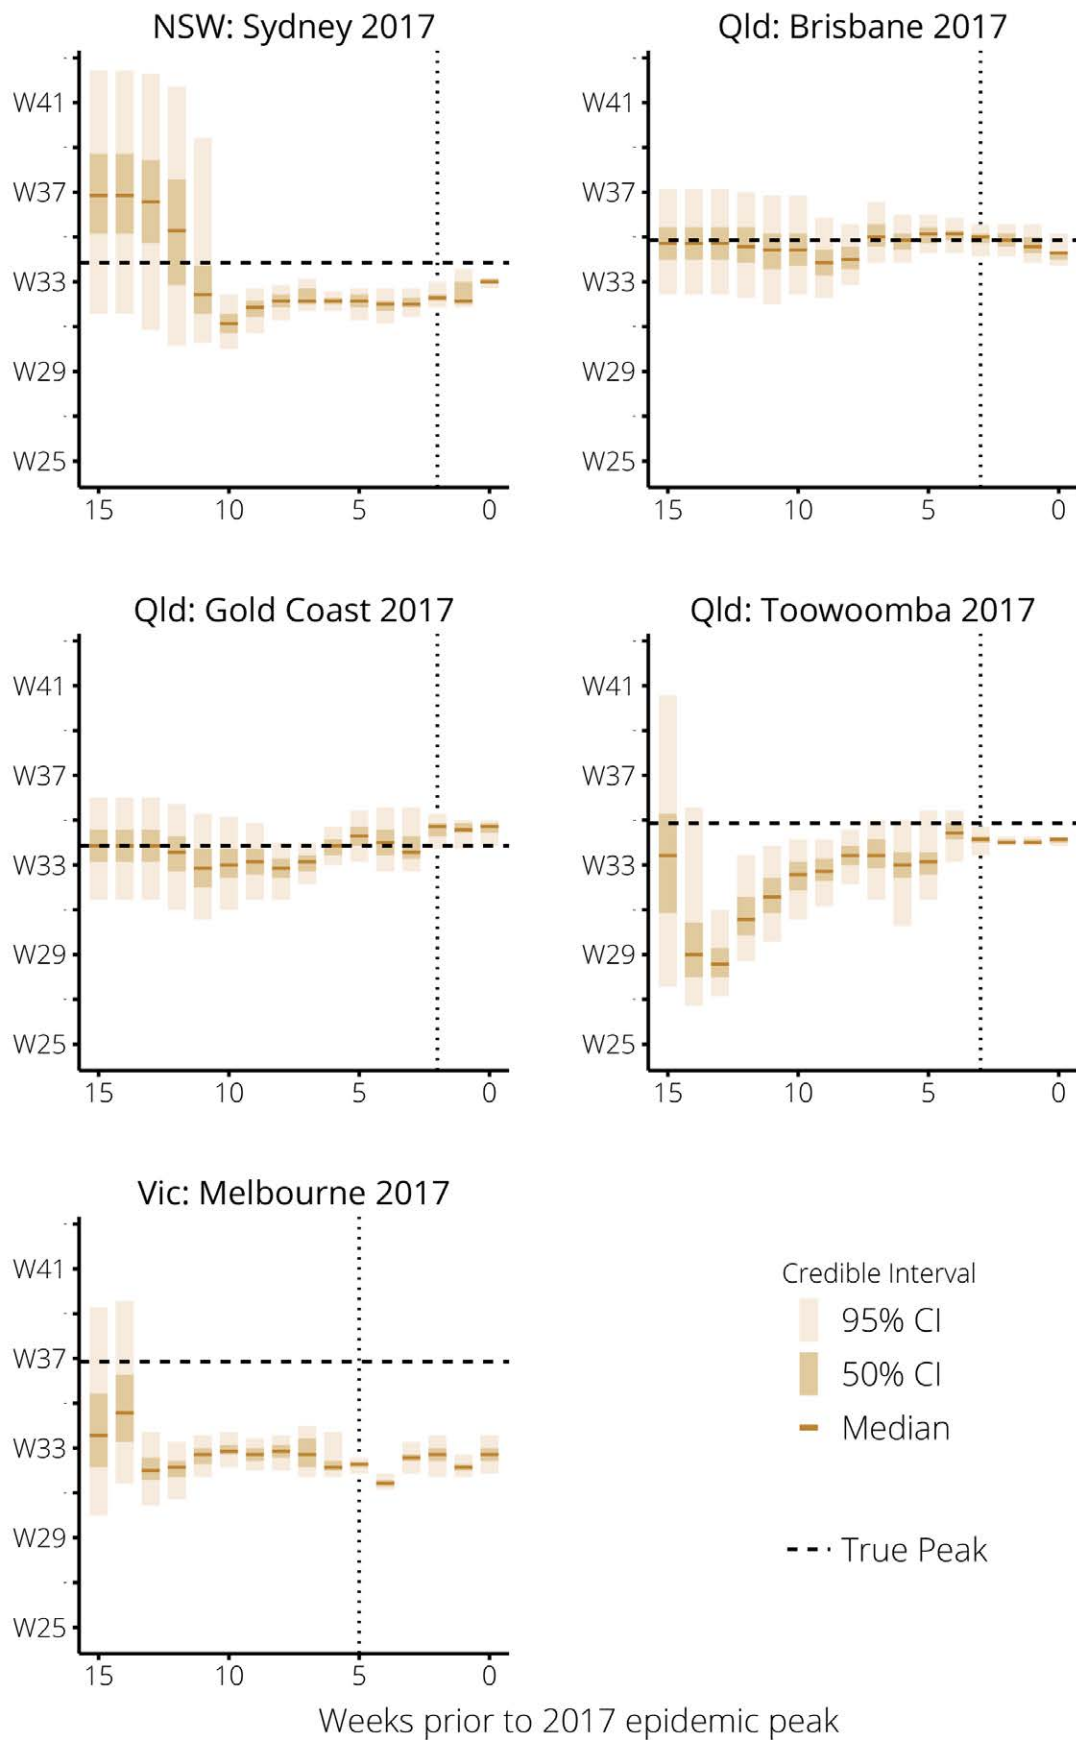 NSW: Sydney 2017
W41
W37
W33
W29
W25
15 10 5 0
Qld: Brisbane 2017
W41
W37
W33
W29
W25
15 10 5 0
Qld: Gold Coast 2017
W41
W37
W33
W29
W25
15 10 5 0
Qld: Toowoomba 2017
W41
W37
W33
W29
W25
15 10 5 0
Vic: Melbourne 2017
W41
W37
W33
W29
W25
15 10 5 0
Credible Interval
95% CI
50% CI
Median
True Peak
Weeks prior to 2017 epidemic peak